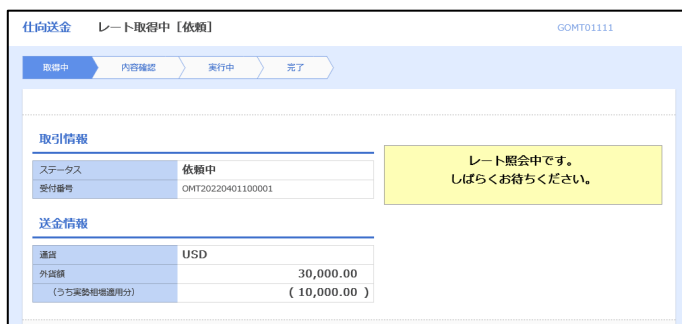 仕向送金 レート取得中［依頼］ GOMT01111
取得中 内容確認 実行中 完了
取引情報
ステータス 依頼中
受付番号 OMT20220401100001
レート照会中です。
しばらくお待ちください。
送金情報
通貨 USD
外貨額 30,000.00
（うち実勢相場適用分） ( 10,000.00 )